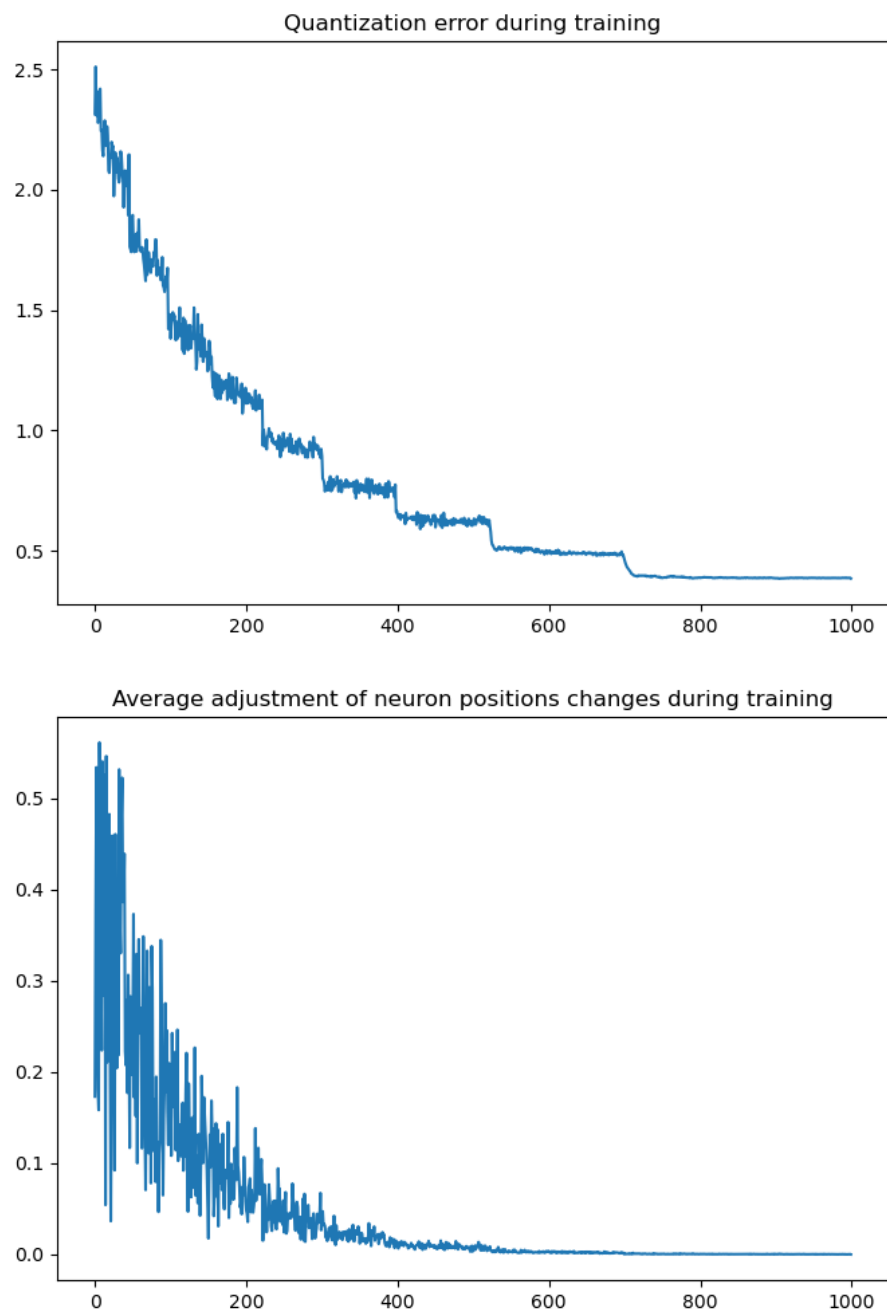 Quantization error during training
2.5
2.0
1.5
1.0
0.5
0 200 400 600 800 1000
Average adjustment of neuron positions changes during training
0.5
0.4
0.3
0.2
0.1
0.0
0 200 400 600 800 1000